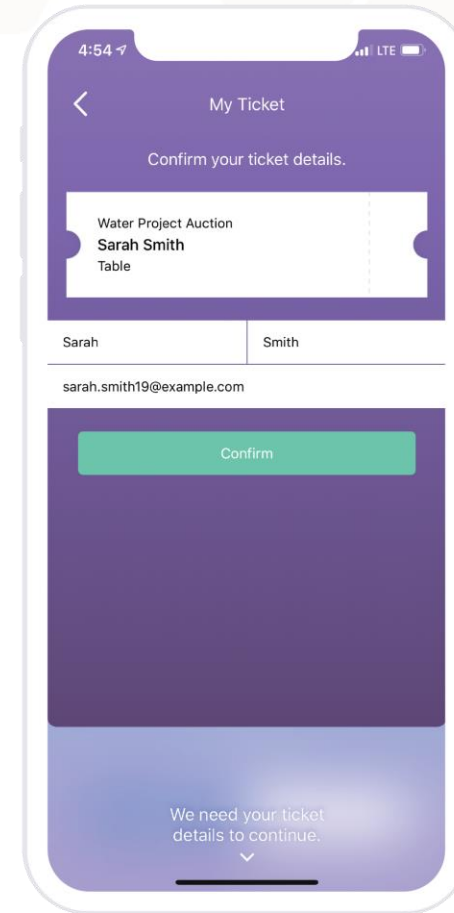 4:54
LTE
My Ticket
Confirm your ticket details.
Water Project Auction
Sarah Smith
Table
Sarah
Smith
sarah.smith19@example.com
Confirm
We need your ticket
details to continue.